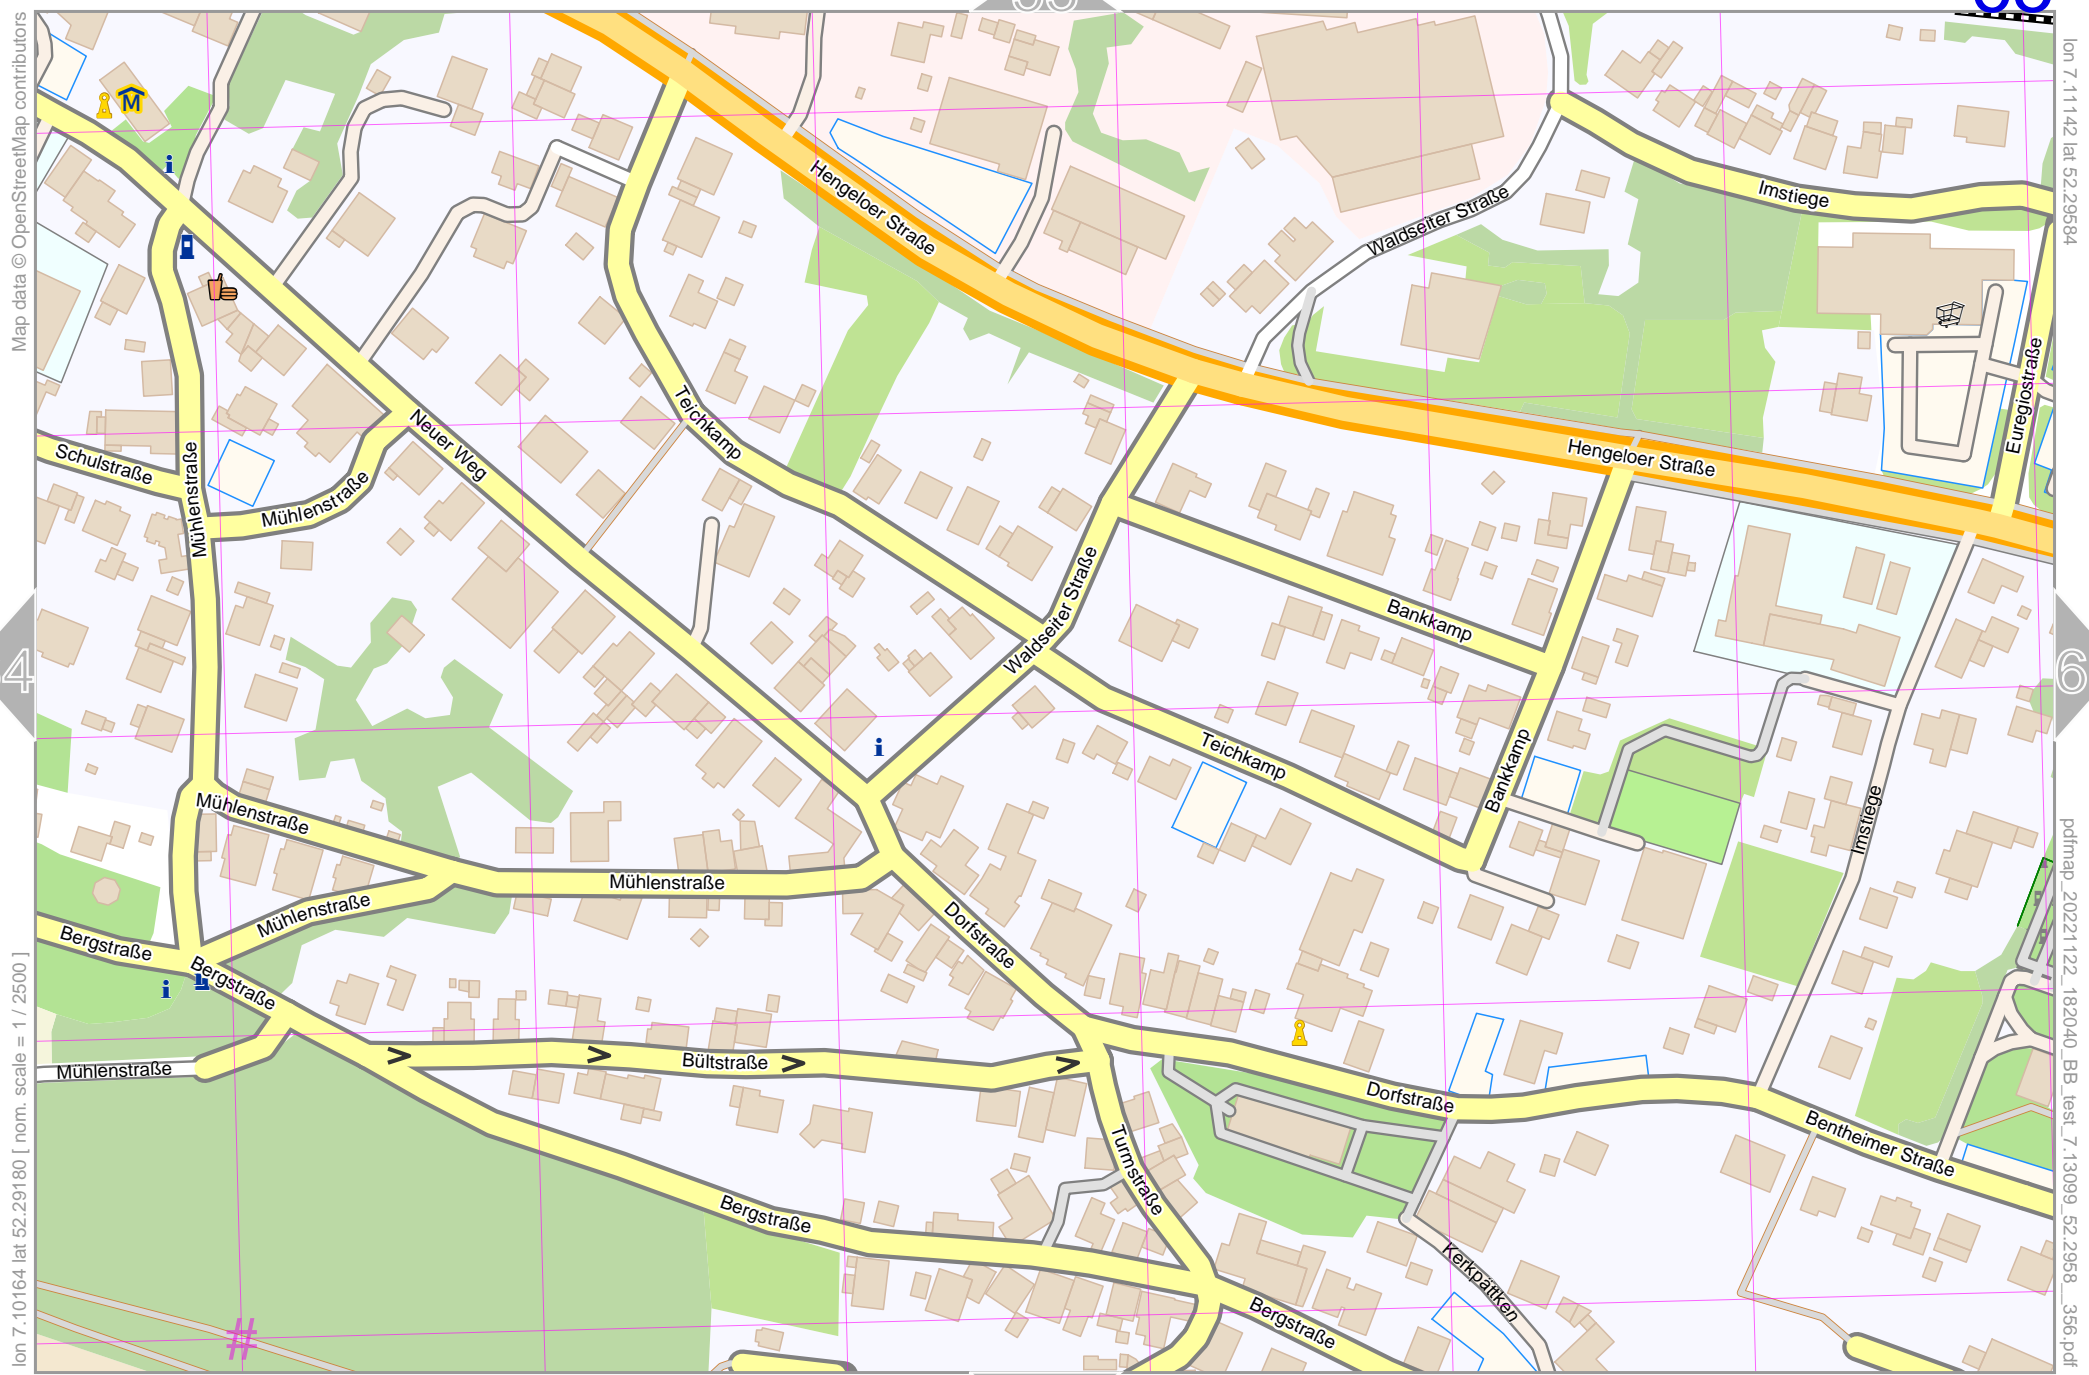 55
66
Map data © OpenStreetMap contributors
lon 7.11142 lat 52.29584
M
i
Hengeloer Straße
Imstiege
Waldseiter Straße
Euregiostraße
Teichkamp
Neuer Weg
Schulstraße
Mühlenstraße
Mühlenstraße
Hengeloer Straße
Waldseiter Straße
Bankkamp
4
6
i
Teichkamp
Bankkamp
Mühlenstraße
Imstiege
Mühlenstraße
Mühlenstraße
Dorfstraße
Bergstraße
Bergstraße
i
i
Mühlenstraße
> > > >
Bültstraße
Dorfstraße
Bentheimer Straße
Turmstraße
Bergstraße
Kerkpättken
Bergstraße
#
lon 7.10164 lat 52.29180 [ nom. scale = 1 / 2500 ]
pdfmap_20221122_182040_BB_test_7.13099_52.2958__356.pdf